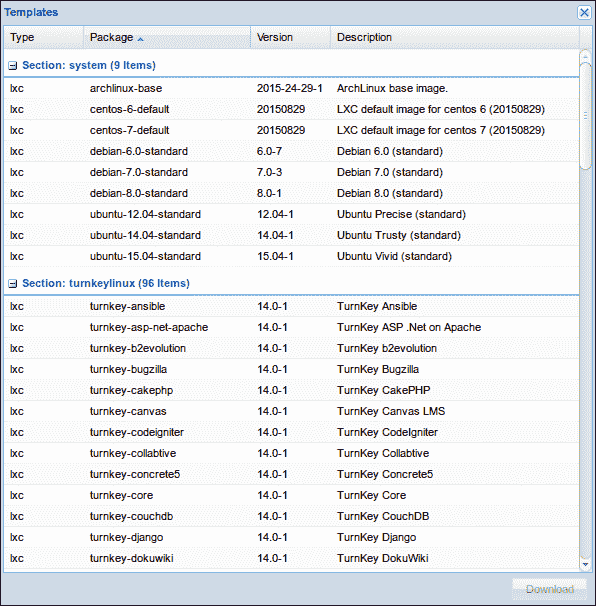 Templates
Type Package Version Description
Section: system (9 Items)
lxc archlinux-base 2015-24-29-1 ArchLinux base image.
lxc centos-6-default 20150829 LXC default image for centos 6 (20150829)
lxc centos-7-default 20150829 LXC default image for centos 7 (20150829)
lxc debian-6.0-standard 6.0-7 Debian 6.0 (standard)
lxc debian-7.0-standard 7.0-3 Debian 7.0 (standard)
lxc debian-8.0-standard 8.0-1 Debian 8.0 (standard)
lxc ubuntu-12.04-standard 12.04-1 Ubuntu Precise (standard)
lxc ubuntu-14.04-standard 14.04-1 Ubuntu Trusty (standard)
lxc ubuntu-15.04-standard 15.04-1 Ubuntu Vivid (standard)
Section: turnkeylinux (96 Items)
lxc turnkey-ansible 14.0-1 TurnKey Ansible
lxc turnkey-asp-net-apache 14.0-1 TurnKey ASP .Net on Apache
lxc turnkey-b2evolution 14.0-1 TurnKey b2evolution
lxc turnkey-bugzilla 14.0-1 TurnKey Bugzilla
lxc turnkey-cakephp 14.0-1 TurnKey CakePHP
lxc turnkey-canvas 14.0-1 TurnKey Canvas LMS
lxc turnkey-codeigniter 14.0-1 TurnKey CodeIgniter
lxc turnkey-collabtive 14.0-1 TurnKey Collabtive
lxc turnkey-concrete5 14.0-1 TurnKey Concrete5
lxc turnkey-core 14.0-1 TurnKey Core
lxc turnkey-couchdb 14.0-1 TurnKey CouchDB
lxc turnkey-django 14.0-1 TurnKey Django
lxc turnkey-dokuwiki 14.0-1 TurnKey DokuWiki
Download